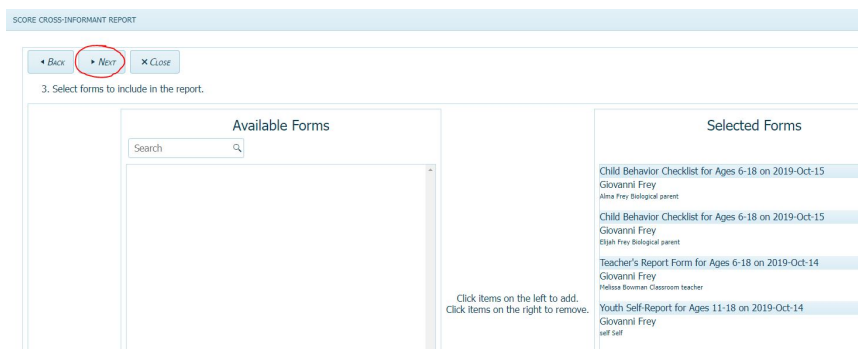 SCORE CROSS-INFORMANT REPORT
BACK NEXT CLOSE
3. Select forms to include in the report.
Available Forms
Search
Click items on the left to add.
Click items on the right to remove.
Selected Forms
Child Behavior Checklist for Ages 6-18 on 2019-Oct-15
Giovanni Frey
Alma Frey Biological parent
Child Behavior Checklist for Ages 6-18 on 2019-Oct-15
Giovanni Frey
Elijah Frey Biological parent
Teacher's Report Form for Ages 6-18 on 2019-Oct-14
Giovanni Frey
Melissa Bowman Classroom teacher
Youth Self-Report for Ages 11-18 on 2019-Oct-14
Giovanni Frey
self Self